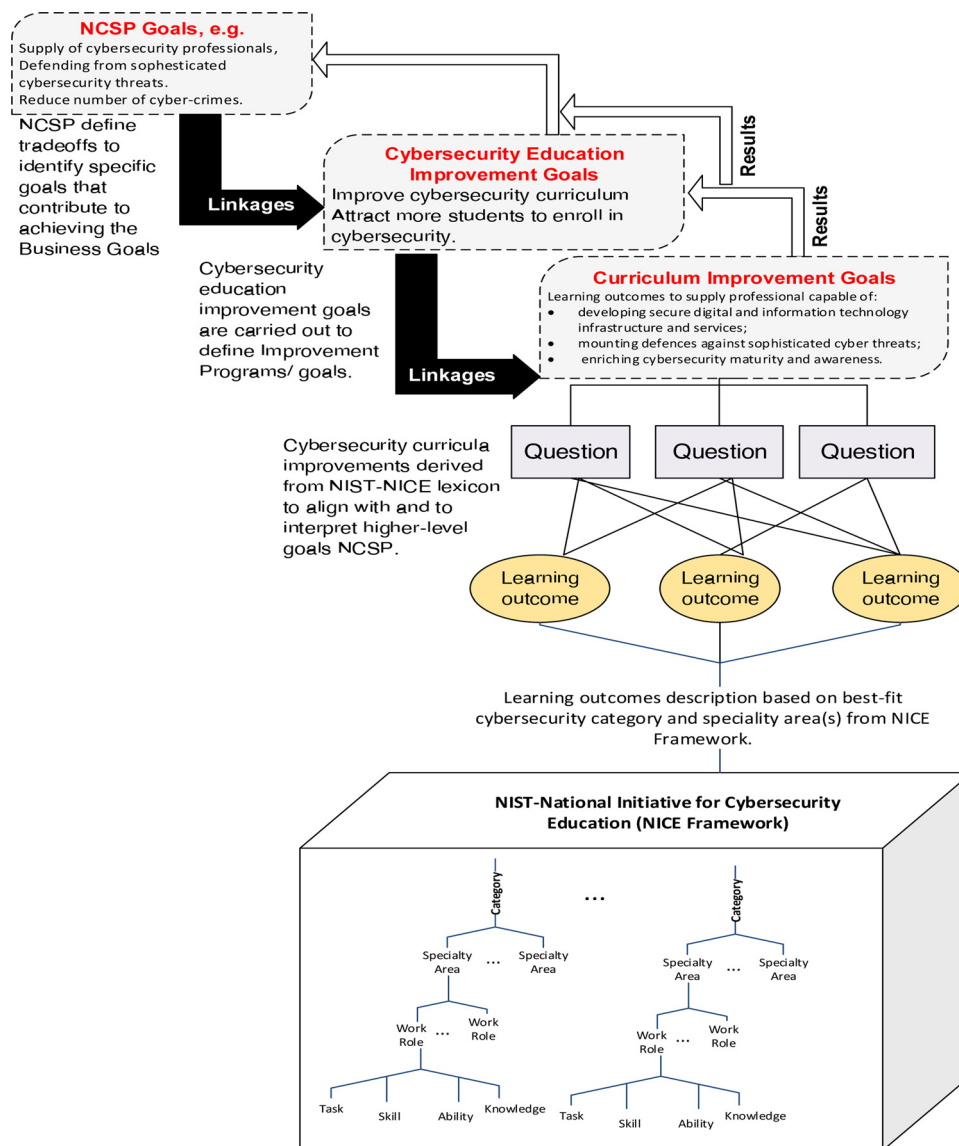 NCSP Goals, e.g.
Supply of cybersecurity professionals,
Defending from sophesticated
cybersecurity threats.
Reduce number of cyber-crimes.
NCSP define
tradeoffs to
identify specific
goals that
contribute to
achieving the
Business Goals
Linkages
Results
Cybersecurity Education
Improvement Goals
Improve cybersecurity curriculum
Attract more students to enroll in
cybersecurity.
Results
Cybersecurity
education
improvement goals
are carried out to
define Improvement
Programs/ goals.
Linkages
Curriculum Improvement Goals
Learning outcomes to supply professional capable of:
• developing secure digital and information technology
infrastructure and services;
• mounting defences against sophisticated cyber threats;
• enriching cybersecurity maturity and awareness.
Cybersecurity curricula
improvements derived
from NIST-NICE lexicon
to align with and to
interpret higher-level
goals NCSP.
Question
Question
Question
Learning
outcome
Learning
outcome
Learning
outcome
Learning outcomes description based on best-fit
cybersecurity category and speciality area(s) from NICE
Framework.
NIST-National Initiative for Cybersecurity
Education (NICE Framework)
Category
...
Category
Specialty
Area
...
Specialty
Area
Specialty
Area
...
Specialty
Area
Work
Role
...
Work
Role
Work
Role
...
Work
Role
Task
Skill
Ability
Knowledge
Task
Skill
Ability
Knowledge